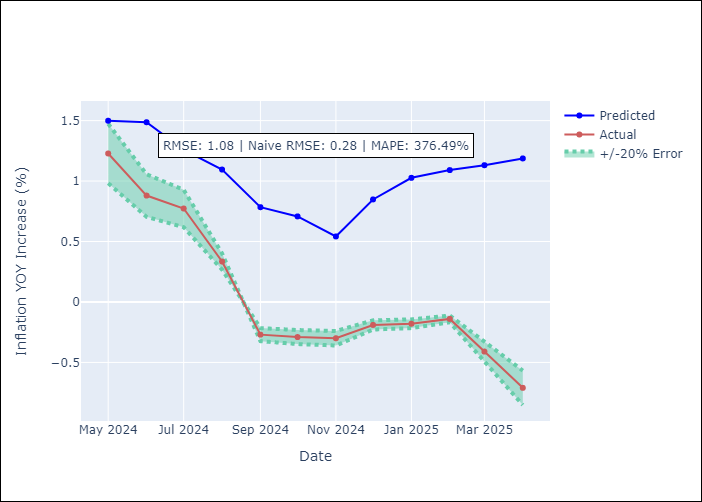 1.5
1
0.5
0
−0.5
Inflation YOY Increase (%)
RMSE: 1.08 | Naive RMSE: 0.28 | MAPE: 376.49%
Predicted
Actual
+/-20% Error
May 2024
Jul 2024
Sep 2024
Nov 2024
Jan 2025
Mar 2025
Date